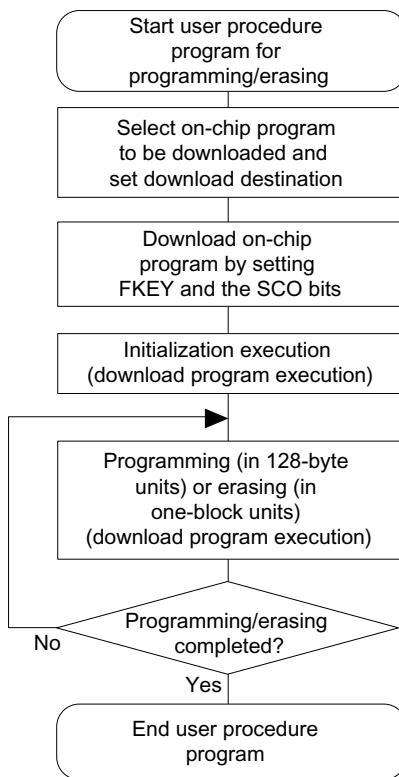 Start user procedure
program for
programming/erasing
Select on-chip program
to be downloaded and
set download destination
Download on-chip
program by setting
FKEY and the SCO bits
Initialization execution
(download program execution)
Programming (in 128-byte
units) or erasing (in
one-block units)
(download program execution)
Programming/erasing
completed?
No
Yes
End user procedure
program